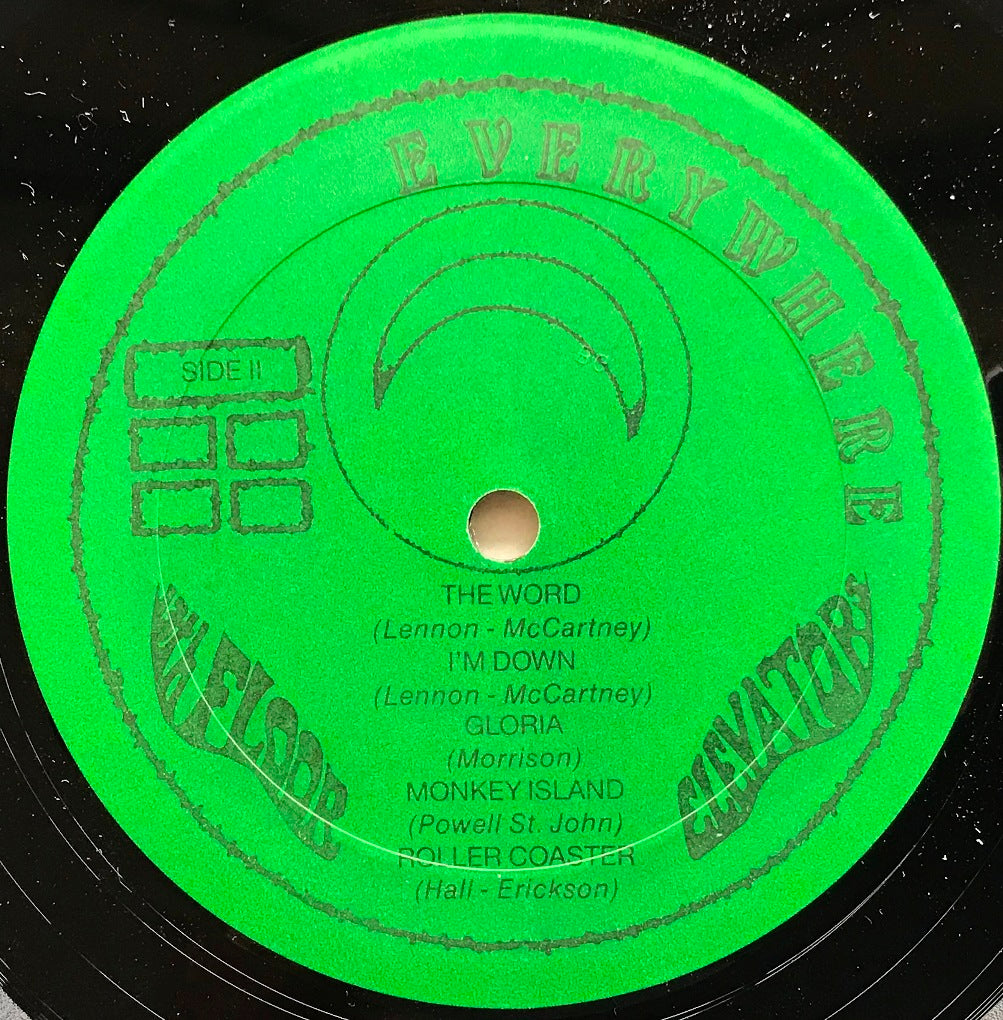 EVERYWHERE
SIDE II
THE WORD
(Lennon - McCartney)
I'M DOWN
(Lennon - McCartney)
GLORIA
(Morrison)
MONKEY ISLAND
(Powell St. John)
ROLLER COASTER
(Hall - Erickson)
13th FLOOR
ELEVATORS